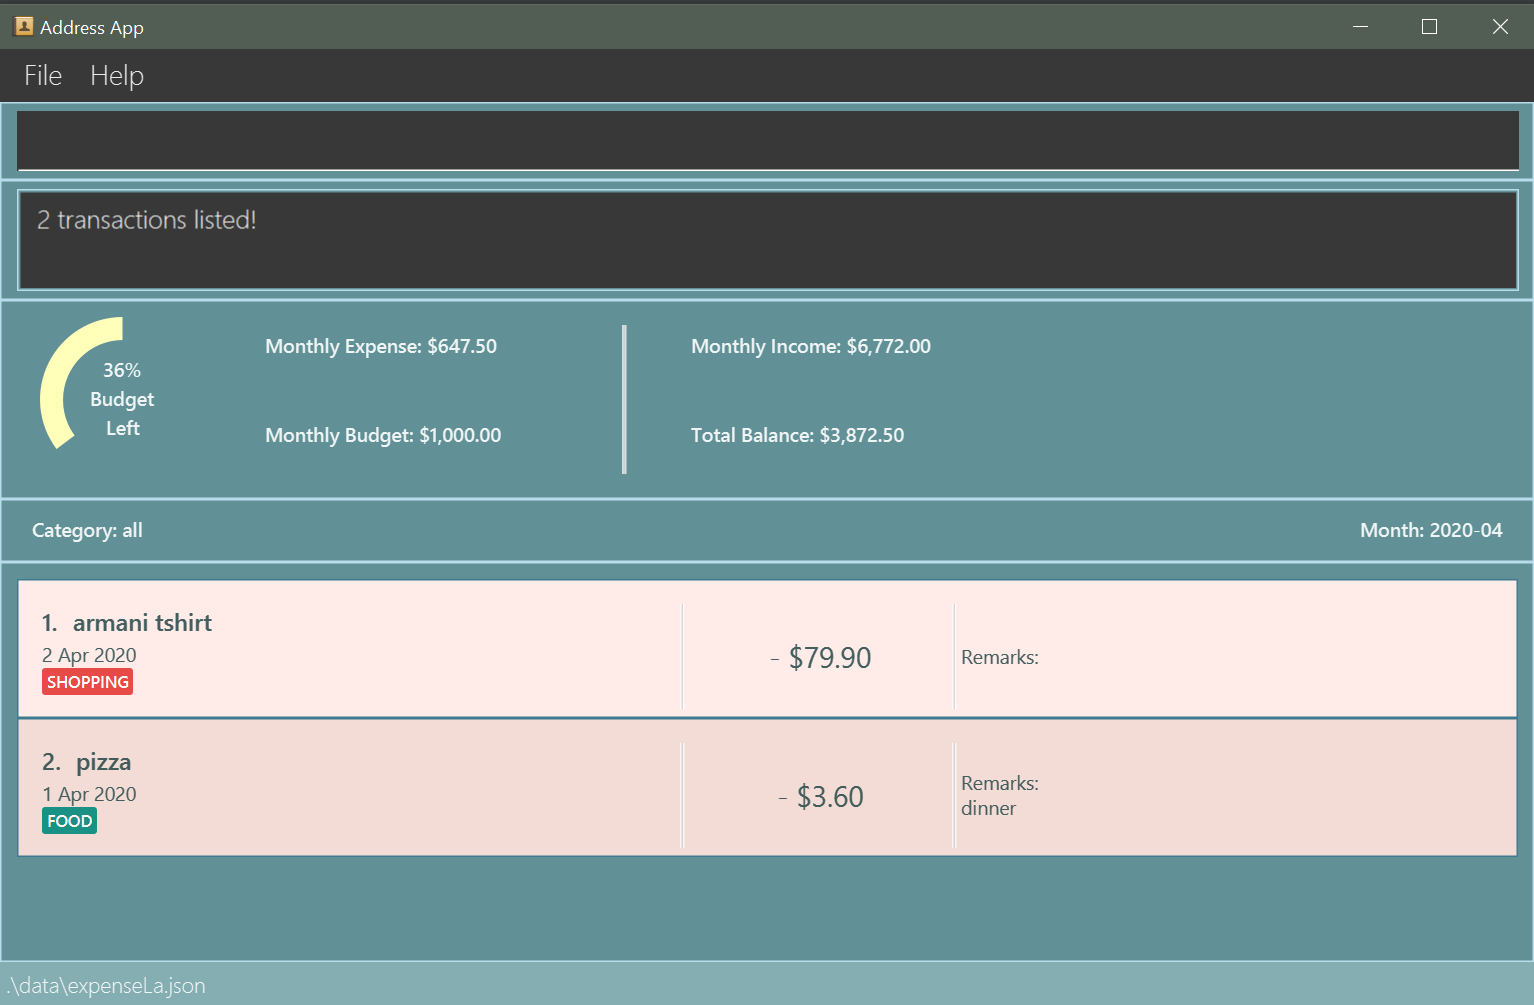 Address App
File Help
2 transactions listed!
36%
Budget
Left
Monthly Expense: $647.50
Monthly Budget: $1,000.00
Monthly Income: $6,772.00
Total Balance: $3,872.50
Category: all
Month: 2020-04
1. armani tshirt
2 Apr 2020
SHOPPING
- $79.90
Remarks:
2. pizza
1 Apr 2020
FOOD
- $3.60
Remarks:
dinner
.\data\expenseLa.json